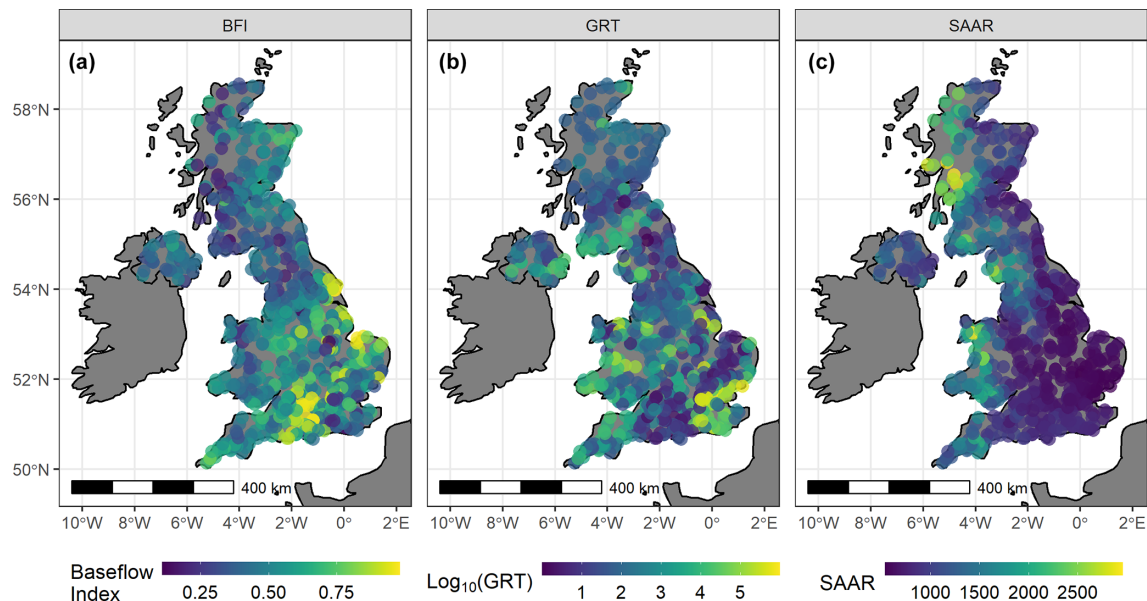 BFI
GRT
SAAR
(a)
(b)
(c)
58°N
56°N
54°N
52°N
50°N
400 km
400 km
400 km
10°W 8°W 6°W 4°W 2°W 0° 2°E
10°W 8°W 6°W 4°W 2°W 0° 2°E
10°W 8°W 6°W 4°W 2°W 0° 2°E
Baseflow
Index
0.25 0.50 0.75
Log10(GRT)
1 2 3 4 5
SAAR
1000 1500 2000 2500